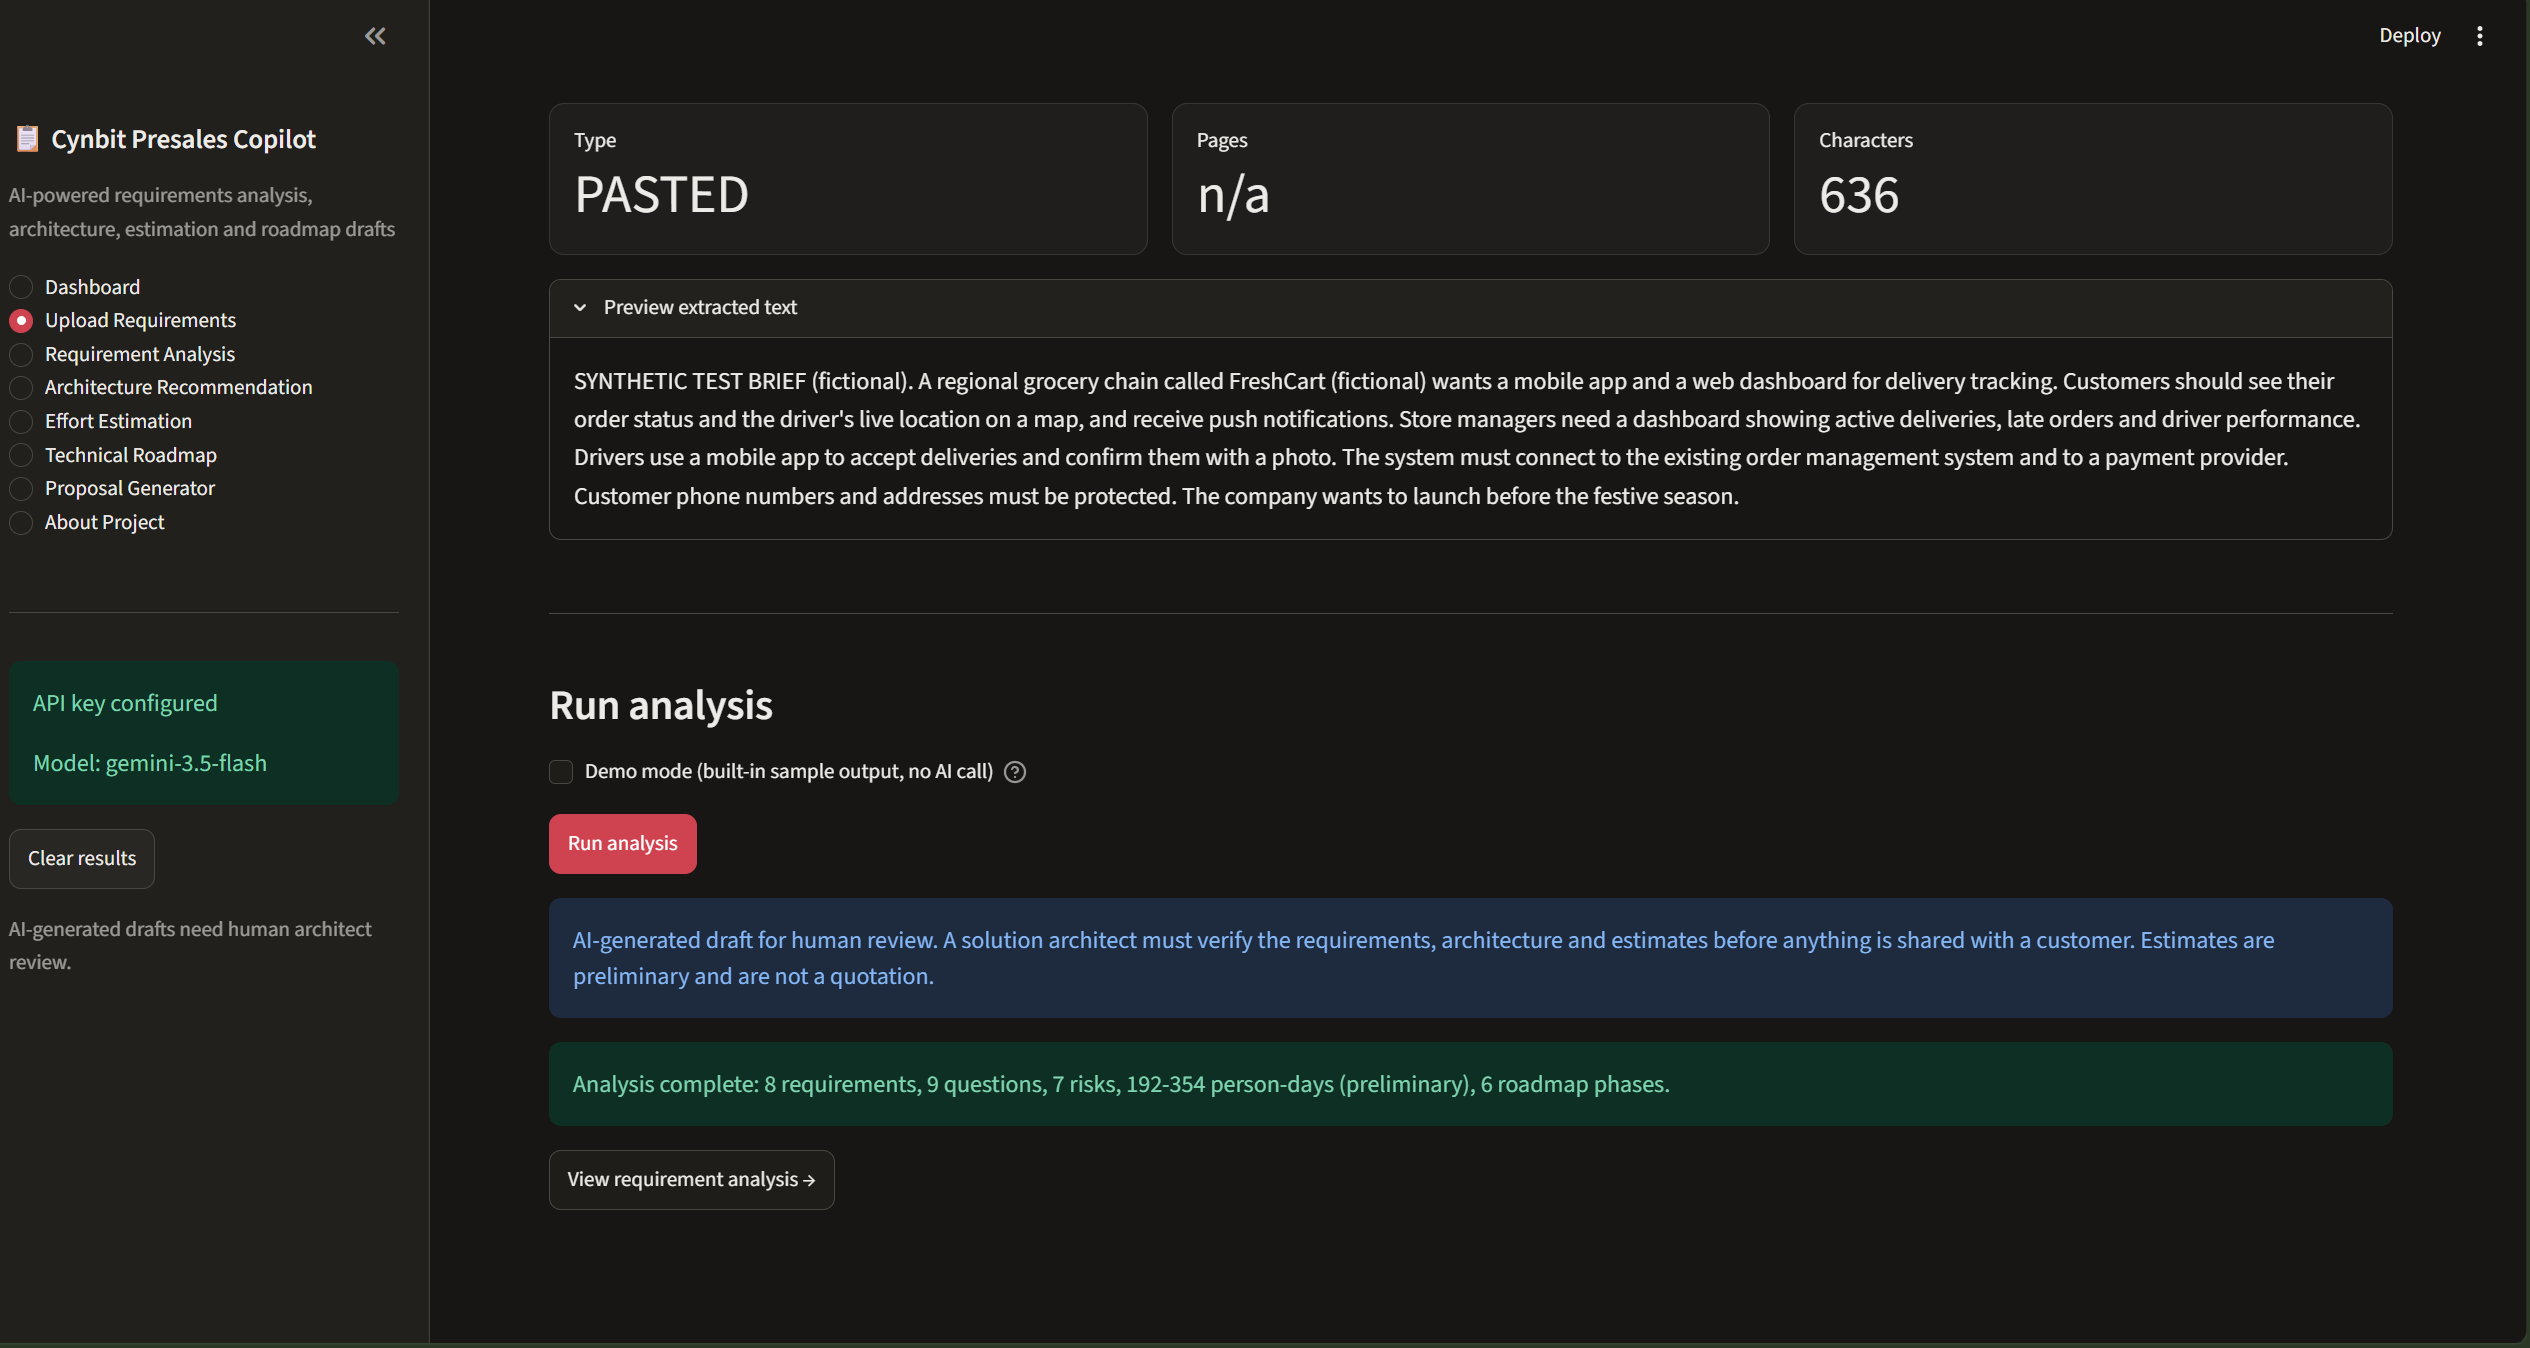 Deploy
Cynbit Presales Copilot
AI-powered requirements analysis,
architecture, estimation and roadmap drafts
Dashboard
Upload Requirements
Requirement Analysis
Architecture Recommendation
Effort Estimation
Technical Roadmap
Proposal Generator
About Project
API key configured
Model: gemini-3.5-flash
Clear results
AI-generated drafts need human architect
review.
Type
PASTED
Pages
n/a
Characters
636
Preview extracted text
SYNTHETIC TEST BRIEF (fictional). A regional grocery chain called FreshCart (fictional) wants a mobile app and a web dashboard for delivery tracking. Customers should see their
order status and the driver's live location on a map, and receive push notifications. Store managers need a dashboard showing active deliveries, late orders and driver performance.
Drivers use a mobile app to accept deliveries and confirm them with a photo. The system must connect to the existing order management system and to a payment provider.
Customer phone numbers and addresses must be protected. The company wants to launch before the festive season.
Run analysis
Demo mode (built-in sample output, no AI call)
Run analysis
AI-generated draft for human review. A solution architect must verify the requirements, architecture and estimates before anything is shared with a customer. Estimates are
preliminary and are not a quotation.
Analysis complete: 8 requirements, 9 questions, 7 risks, 192-354 person-days (preliminary), 6 roadmap phases.
View requirement analysis →